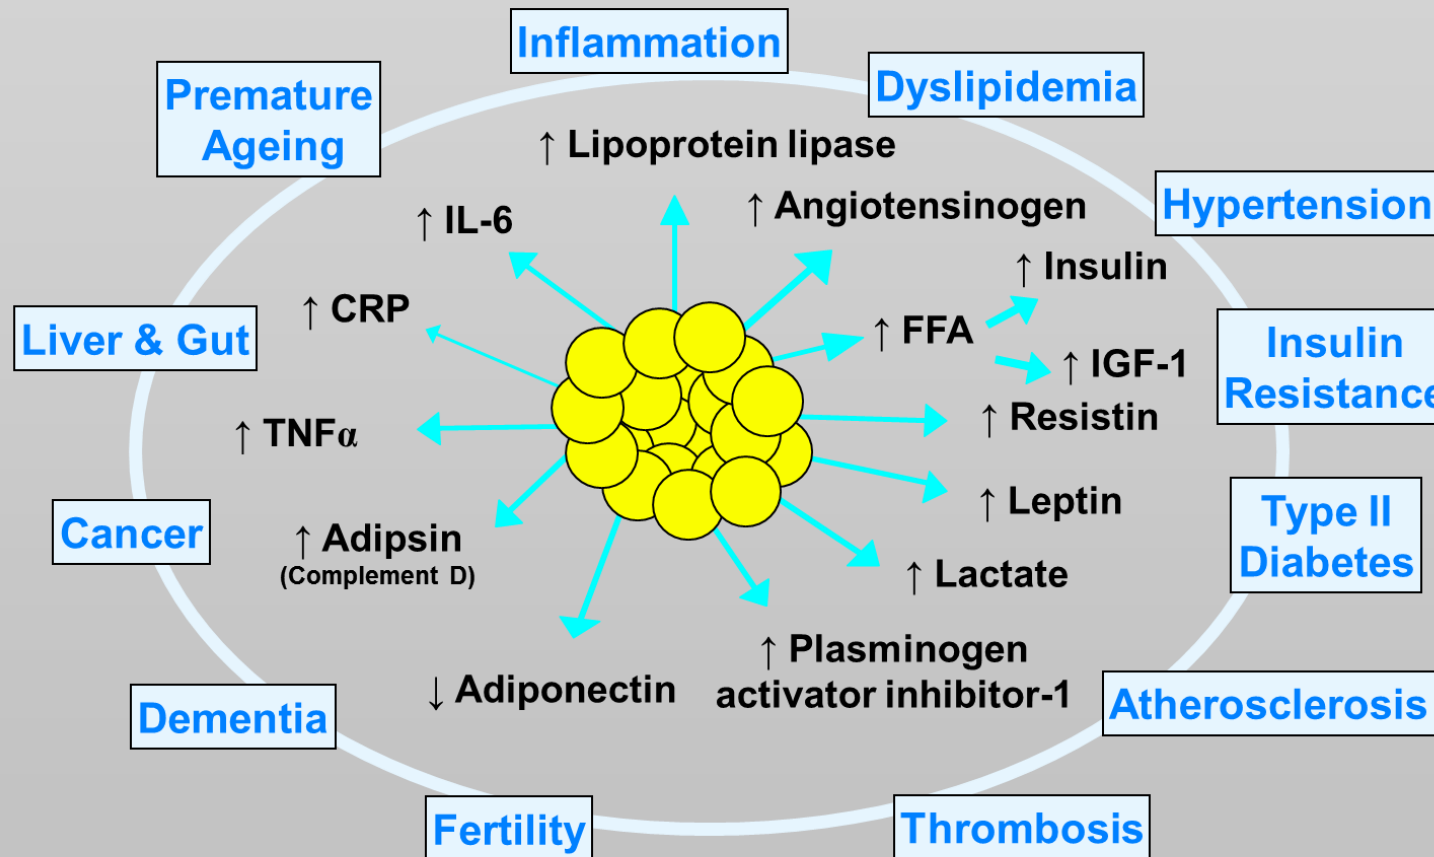 Inflammation
Dyslipidemia
Premature
Ageing
↑ Lipoprotein lipase
↑ Angiotensinogen
Hypertension
↑ IL-6
↑ Insulin
↑ CRP
↑ FFA
Liver & Gut
↑ IGF-1
Insulin
Resistance
↑ Resistin
↑ TNFα
↑ Leptin
Type II
Diabetes
Cancer
↑ Adipsin
(Complement D)
↑ Lactate
↑ Plasminogen
activator inhibitor-1
↓ Adiponectin
Atherosclerosis
Dementia
Fertility
Thrombosis